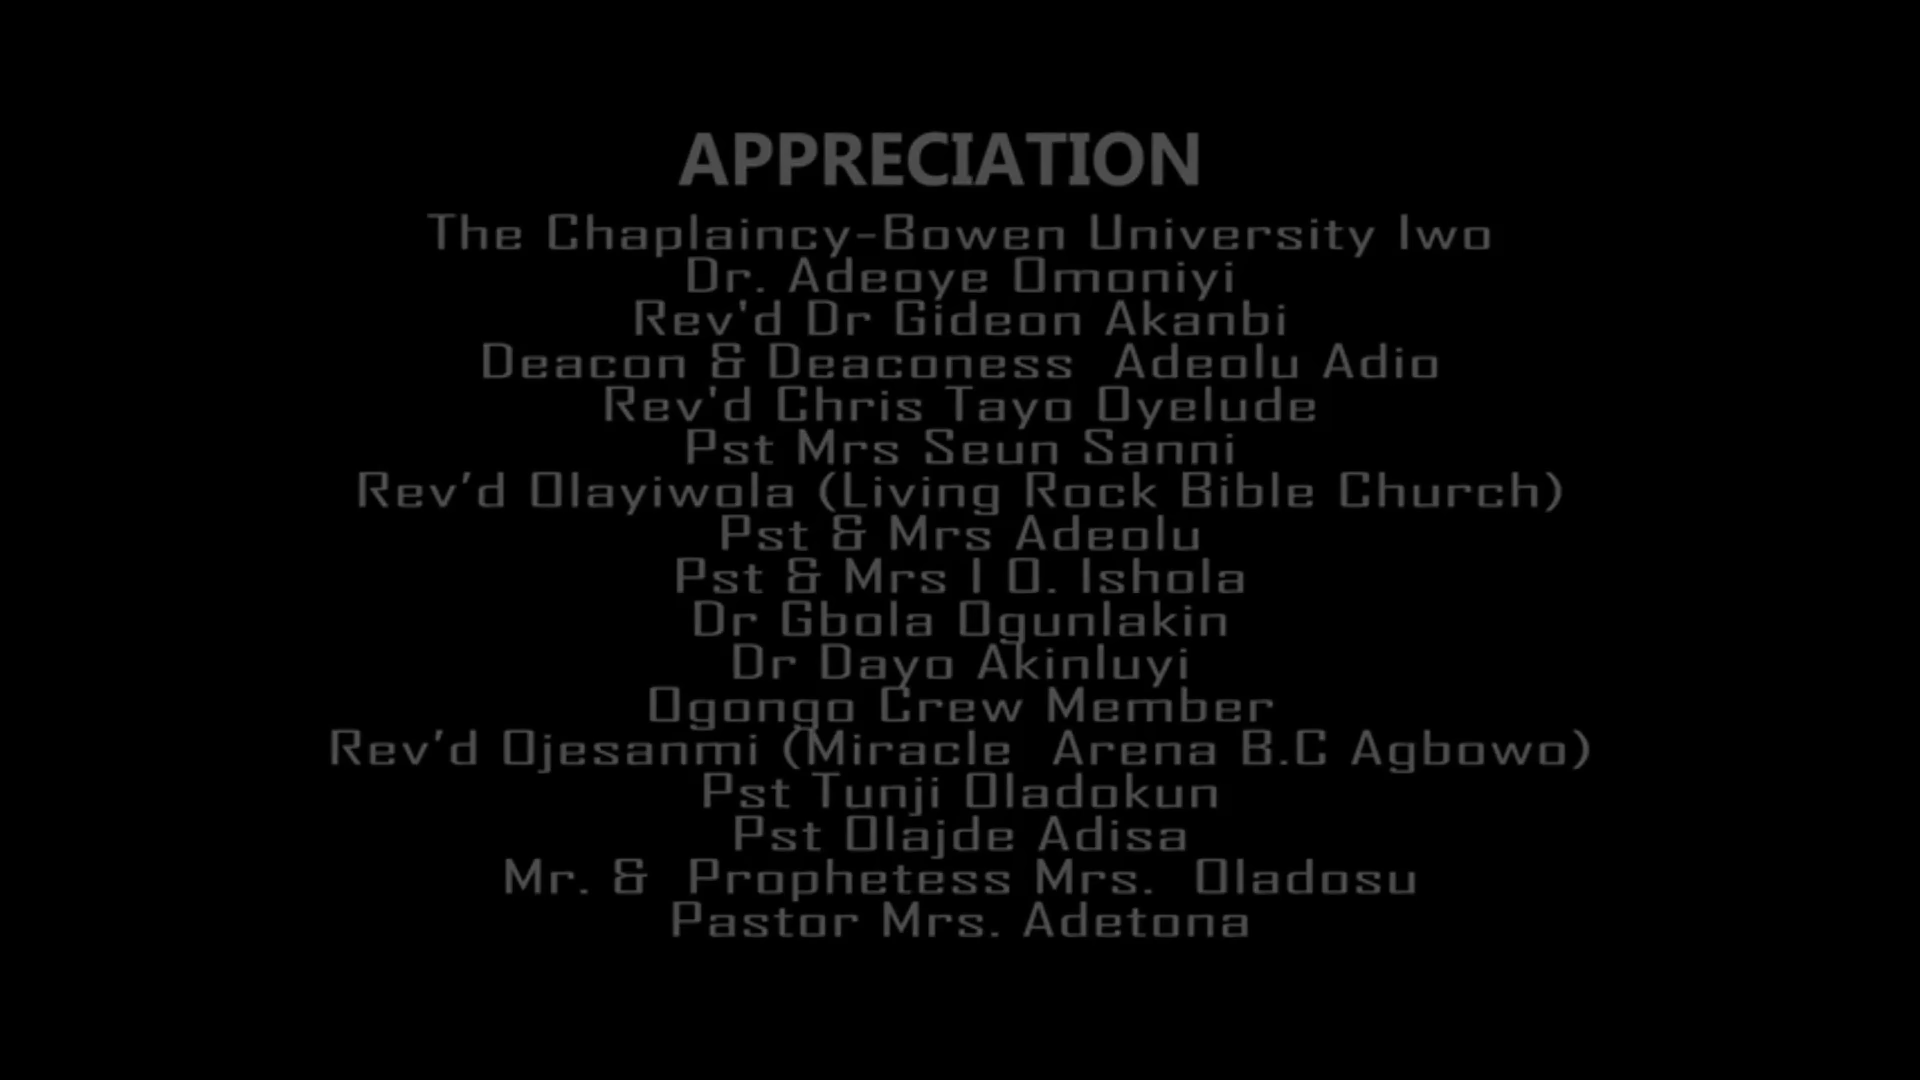 APPRECIATION
The Chaplaincy-Bowen University Iwo
Dr. Adeoye Omoniyi
Rev'd Dr Gideon Akanbi
Deacon & Deaconess Adeolu Adio
Rev'd Chris Tayo Oyelude
Pst Mrs Seun Sanni
Rev’d Olayiwola (Living Rock Bible Church)
Pst & Mrs Adeolu
Pst & Mrs I O. Ishola
Dr Gbola Ogunlakin
Dr Dayo Akinluyi
Ogongo Crew Member
Rev’d Ojesanmi (Miracle Arena B.C Agbowo)
Pst Tunji Oladokun
Pst Olajde Adisa
Mr. & Prophetess Mrs. Oladosu
Pastor Mrs. Adetona